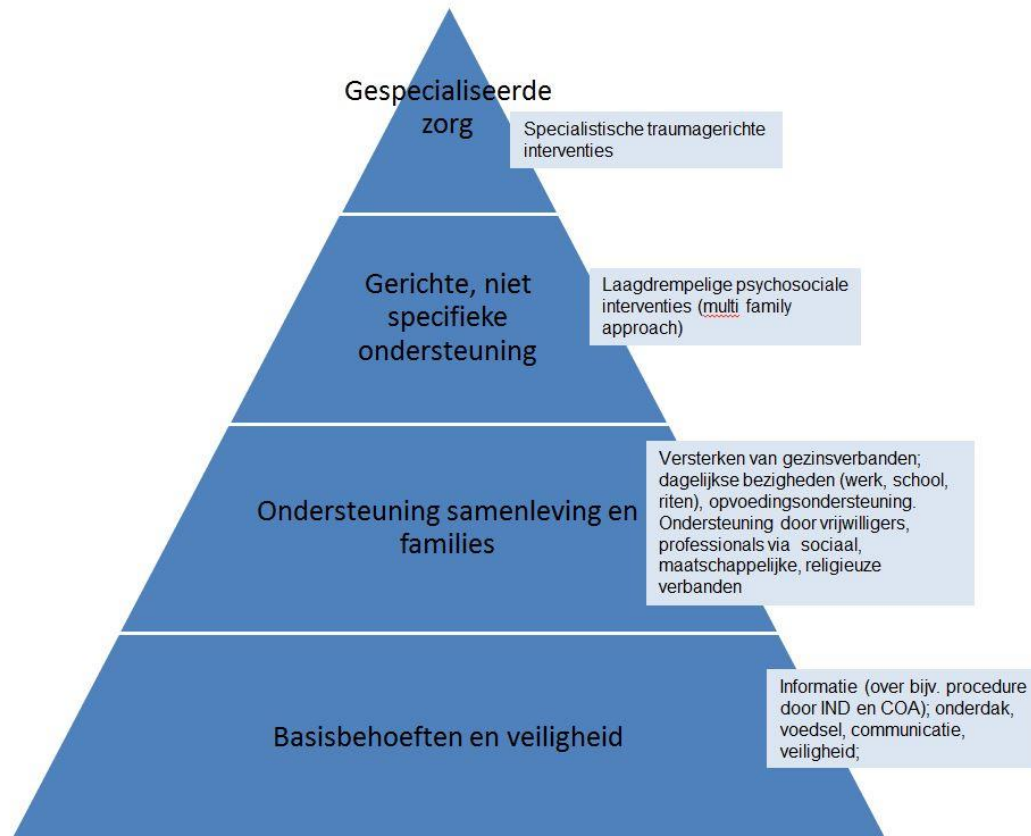 Gespecialiseerde
zorg
Specialistische traumagerichte
interventies
Gerichte, niet
specifieke
ondersteuning
Laagdrempelige psychosociale
interventies (multi family
approach)
Ondersteuning samenleving en
families
Versterken van gezinsverbanden;
dagelijkse bezigheden (werk, school,
riten), opvoedingsondersteuning.
Ondersteuning door vrijwilligers,
professionals via sociaal,
maatschappelijke, religieuze
verbanden
Basisbehoeften en veiligheid
Informatie (over bijv. procedure
door IND en COA); onderdak,
voedsel, communicatie,
veiligheid;